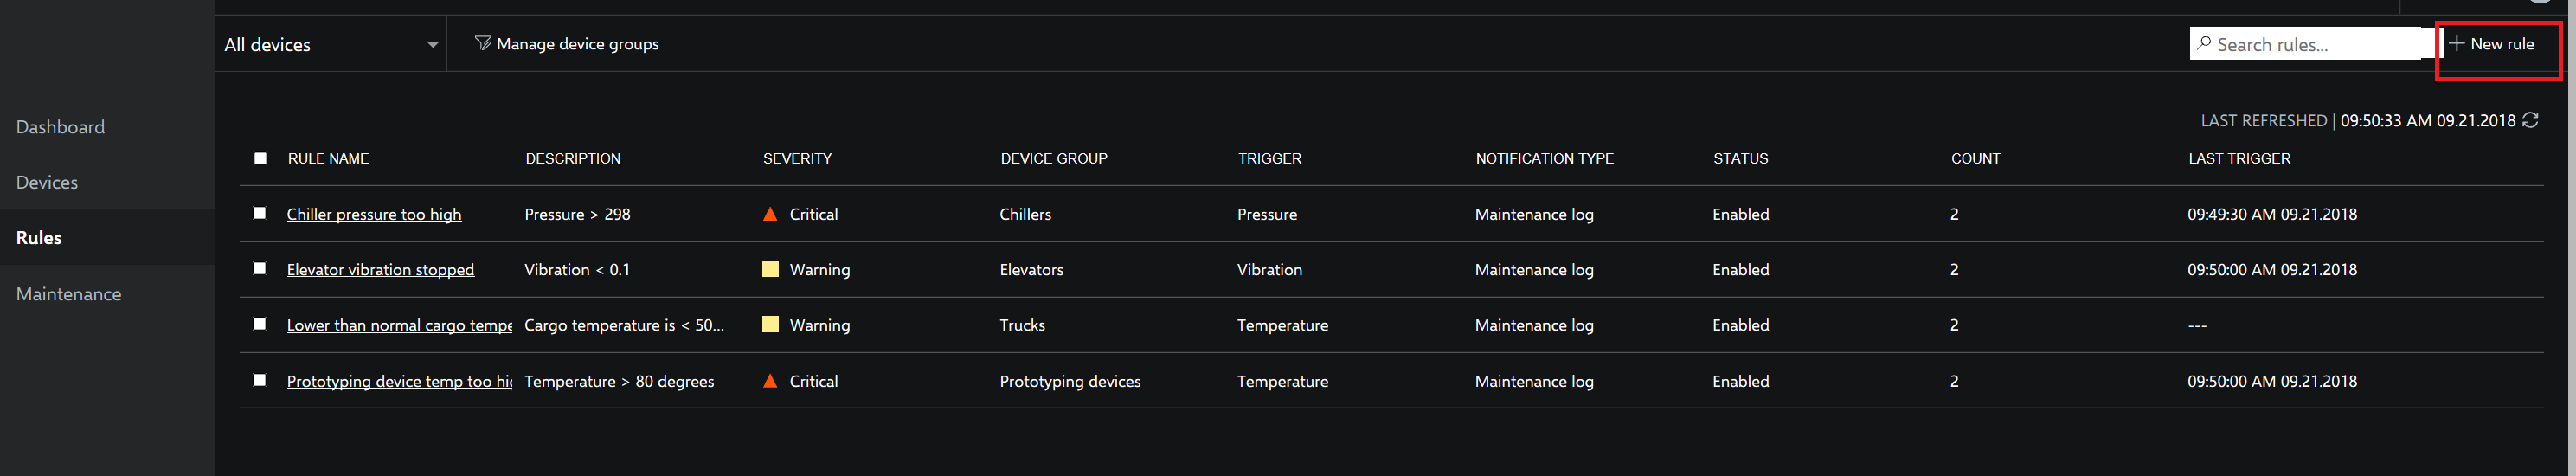 All devices Manage device groups Search rules... New rule
LAST REFRESHED | 09:50:33 AM 09.21.2018
Dashboard
Devices
Rules
Maintenance
RULE NAME DESCRIPTION SEVERITY DEVICE GROUP TRIGGER NOTIFICATION TYPE STATUS COUNT LAST TRIGGER
Chiller pressure too high Pressure > 298 Critical Chillers Pressure Maintenance log Enabled 2 09:49:30 AM 09.21.2018
Elevator vibration stopped Vibration < 0.1 Warning Elevators Vibration Maintenance log Enabled 2 09:50:00 AM 09.21.2018
Lower than normal cargo tempe Cargo temperature is < 50... Warning Trucks Temperature Maintenance log Enabled 2 ---
Prototyping device temp too hi Temperature > 80 degrees Critical Prototyping devices Temperature Maintenance log Enabled 2 09:50:00 AM 09.21.2018